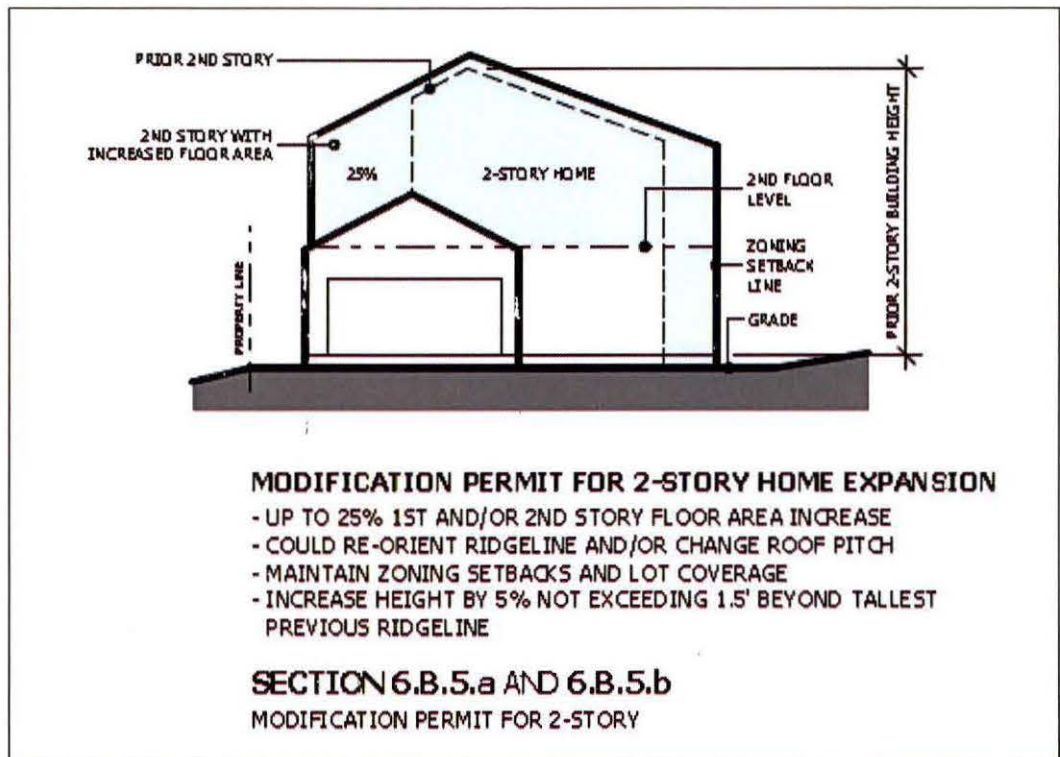 PRIOR 2ND STORY
2ND STORY WITH
INCREASED FLOOR AREA
25%
2-STORY HOME
2ND FLOOR
LEVEL
ZONING
SETBACK
LINE
GRADE
PROPERTY LINE
PRIOR 2-STORY BUILDING HEIGHT
MODIFICATION PERMIT FOR 2-STORY HOME EXPANSION
- UP TO 25% 1ST AND/OR 2ND STORY FLOOR AREA INCREASE
- COULD RE-ORIENT RIDGELINE AND/OR CHANGE ROOF PITCH
- MAINTAIN ZONING SETBACKS AND LOT COVERAGE
- INCREASE HEIGHT BY 5% NOT EXCEEDING 1.5' BEYOND TALLEST
PREVIOUS RIDGELINE
SECTION 6.B.5.a AND 6.B.5.b
MODIFICATION PERMIT FOR 2-STORY